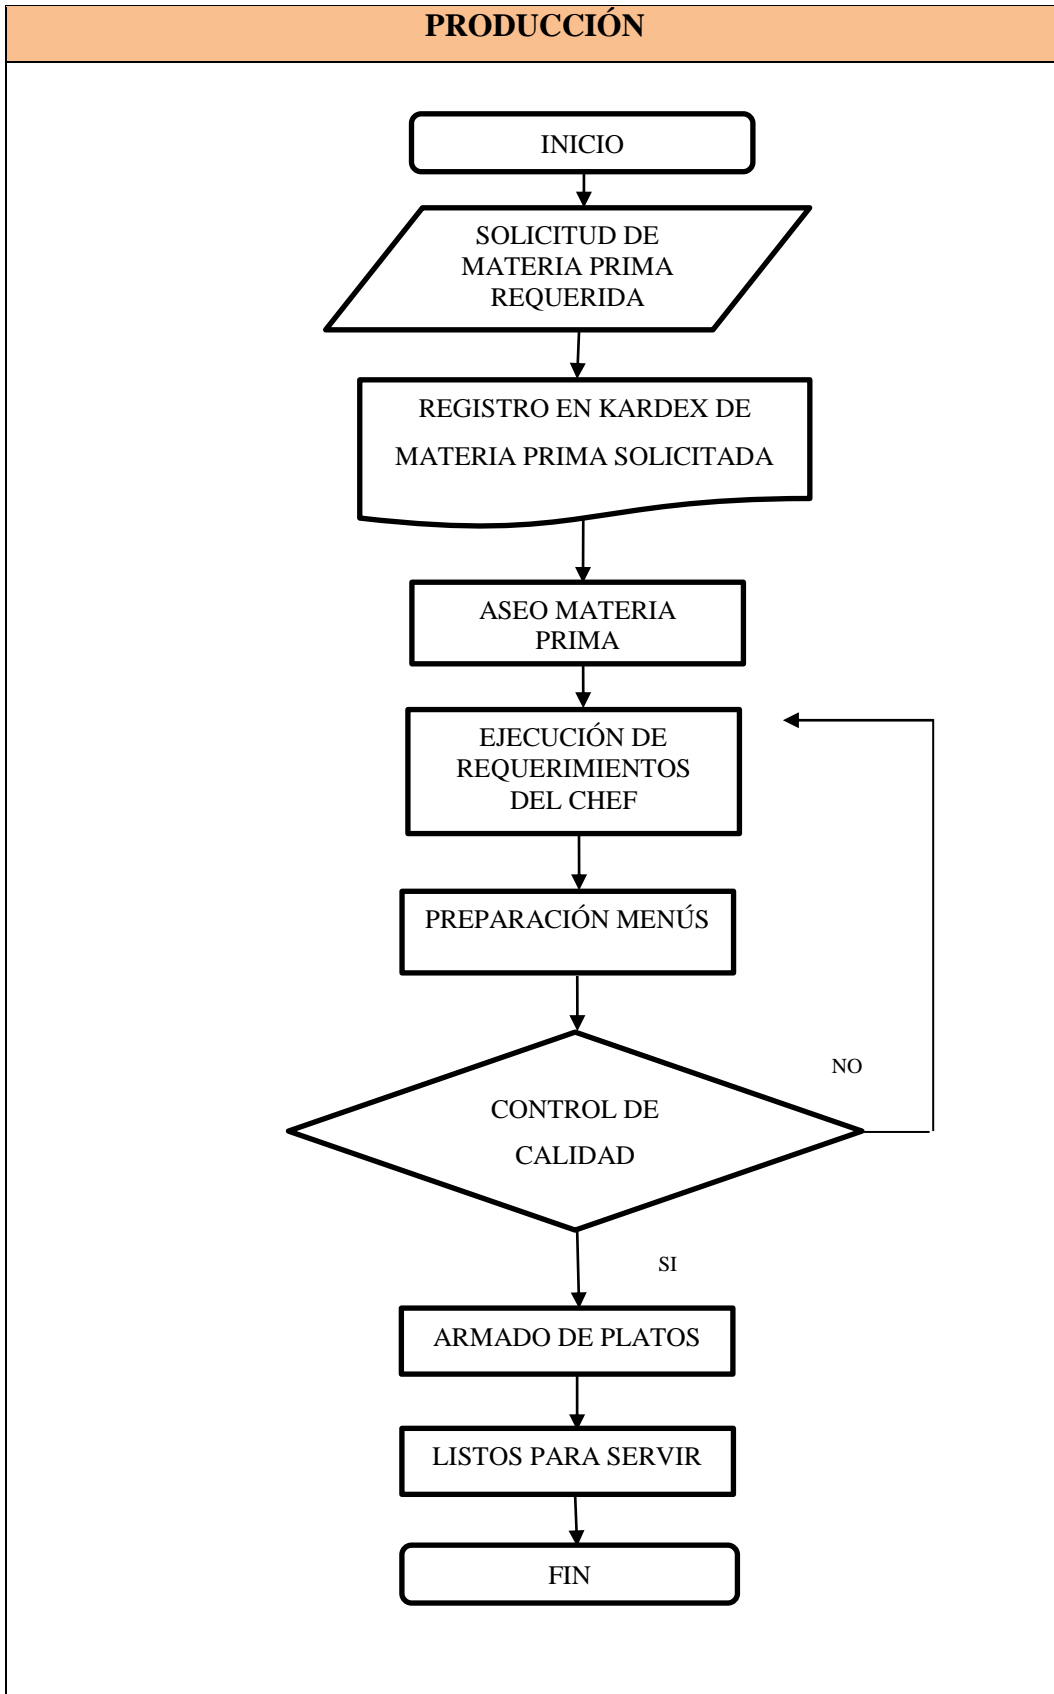 PRODUCCIÓN
INICIO
SOLICITUD DE
MATERIA PRIMA
REQUERIDA
REGISTRO EN KARDEX DE
MATERIA PRIMA SOLICITADA
ASEO MATERIA
PRIMA
EJECUCIÓN DE
REQUERIMIENTOS
DEL CHEF
PREPARACIÓN MENÚS
NO
CONTROL DE
CALIDAD
SI
ARMADO DE PLATOS
LISTOS PARA SERVIR
FIN